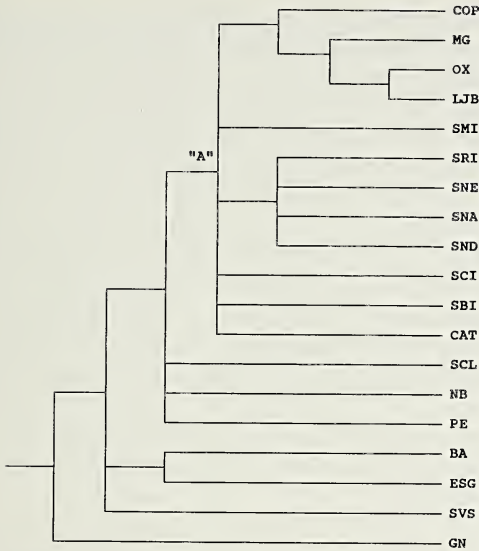 COP
MG
OX
LJB
SMI
"A"
SRI
SNE
SNA
SND
SCI
SBI
CAT
SCL
NB
PE
BA
ESG
SVS
GN